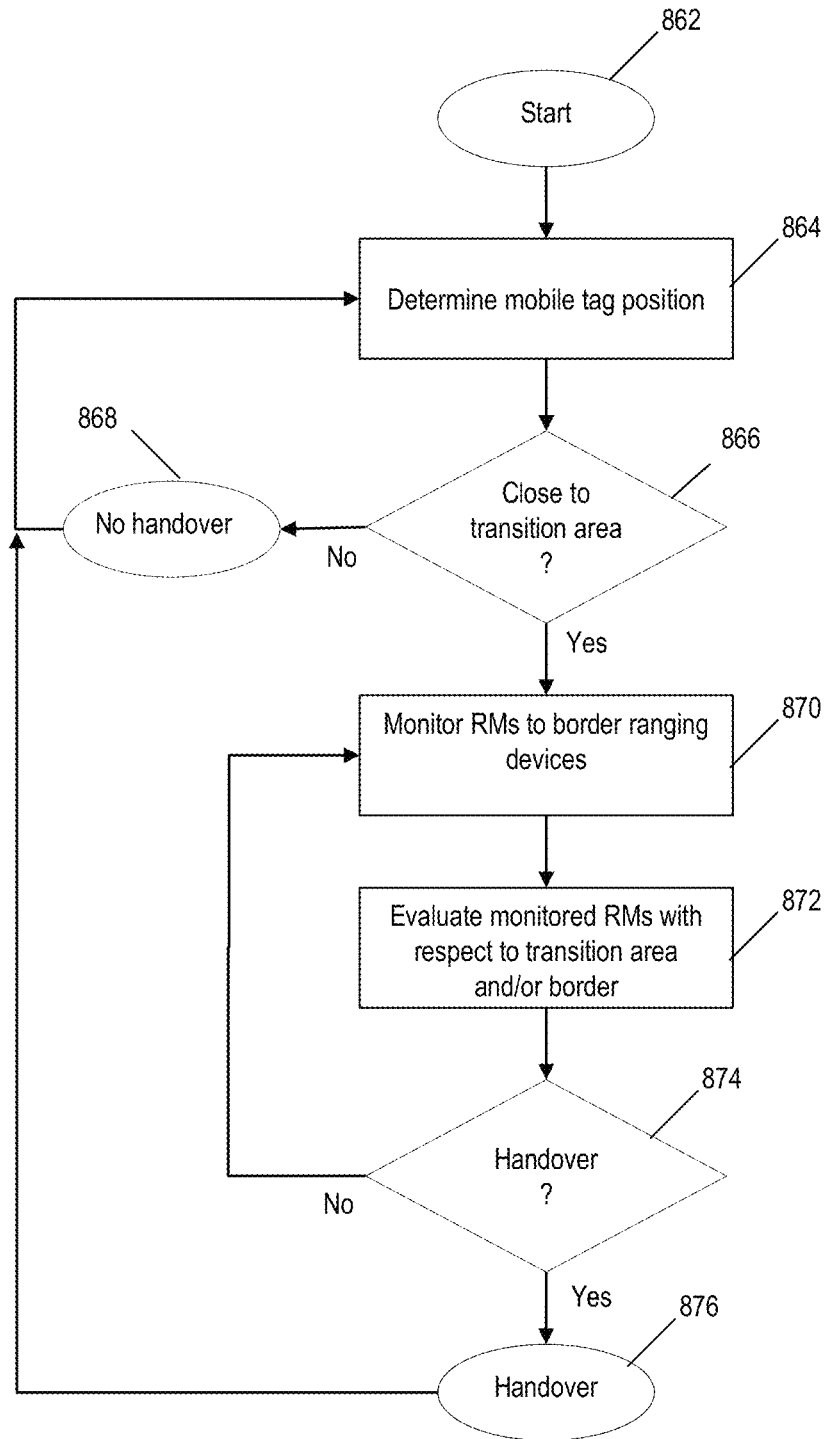 862
Start
864
Determine mobile tag position
868
866
Close to
transition area
?
No handover
No
Yes
Monitor RMs to border ranging
devices
870
Evaluate monitored RMs with
respect to transition area
and/or border
872
874
Handover
?
No
Yes
876
Handover